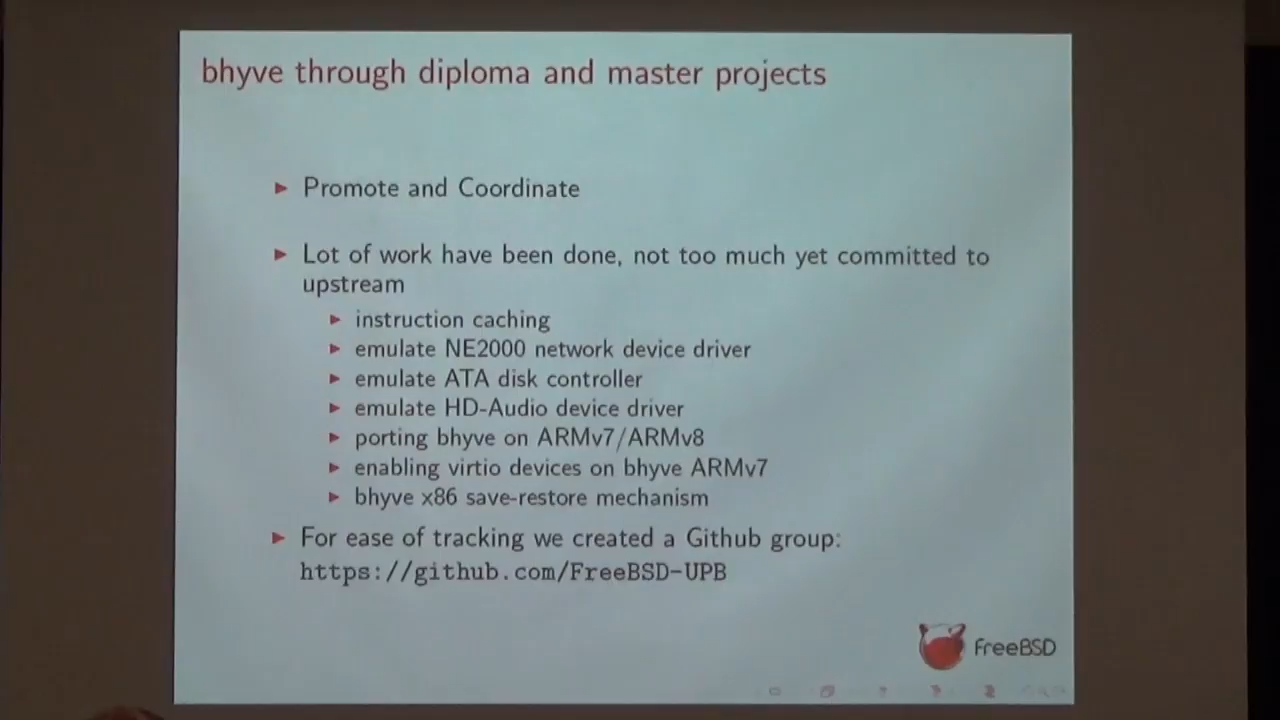 bhyve through diploma and master projects
Promote and Coordinate
Lot of work have been done, not too much yet committed to
upstream
instruction caching
emulate NE2000 network device driver
emulate ATA disk controller
emulate HD-Audio device driver
porting bhyve on ARMv7/ARMv8
enabling virtio devices on bhyve ARMv7
bhyve x86 save-restore mechanism
For ease of tracking we created a Github group:
https://github.com/FreeBSD-UPB
FreeBSD